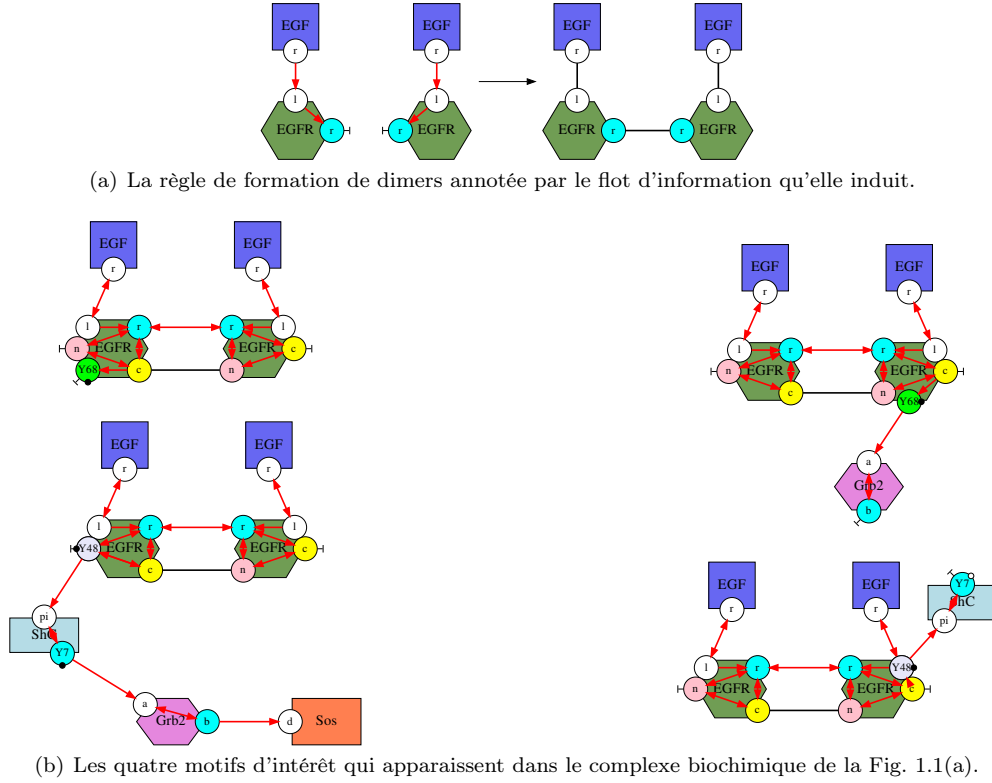 EGF EGF EGF EGF
r r r r
l l l l
EGFR r r EGFR EGFR r r EGFR
(a) La règle de formation de dimers annotée par le flot d'information qu'elle induit.
EGF EGF
r r
l r r l
n EGFR EGFR c
Y68 c n
EGF EGF
r r
l r r l
n EGFR EGFR c
c n Y68
a
Grb2
b
EGF EGF
r r
l r r l
Y48 EGFR EGFR c
c n
pi
ShC
Y7
a
Grb2 b d Sos
EGF EGF
r r
Y7
ShC
pi
l r r Y48
n EGFR EGFR c
c n
(b) Les quatre motifs d'intérêt qui apparaissent dans le complexe biochimique de la Fig. 1.1(a).